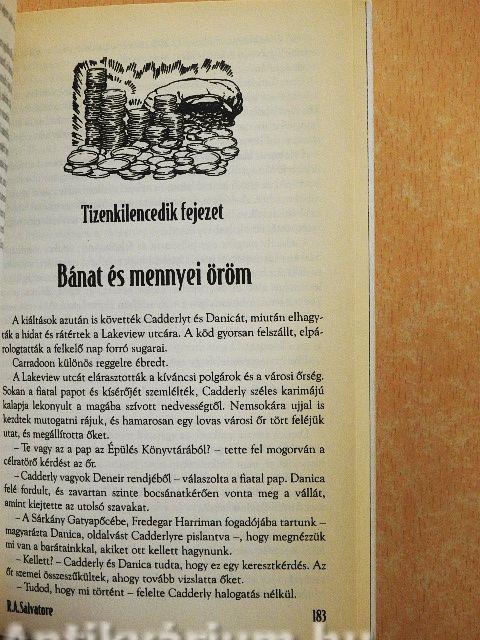 Tizenkilencedik fejezet
Bánat és mennyei öröm
A kiáltások azután is követték Cadderlyt és Danicát, miután elhagy-
ták a hidat és rátértek a Lakeview utcára. A köd gyorsan felszállt, elpá-
rologtatták a felkelő nap forró sugarai.
Carradoon különös reggelre ébredt.
A Lakeview utcát elárasztották a kíváncsi polgárok és a városi őrség.
Sokan a fiatal papot és kísérőjét szemlélték, Cadderly széles karimájú
kalapja lekonyult a magába szívott nedvességtől. Nemsokára ujjal is
kezdtek mutogatni rájuk, és hamarosan egy lovas városi őr tört feléjük
utat, és megállította őket.
– Te vagy az a pap az Épülés Könyvtárából? – tette fel mogorván a
célratörő kérdést az őr.
– Cadderly vagyok Deneir rendjéből – válaszolta a fiatal pap. Danica
felé fordult, és zavartan szinte bocsánatkérően vonta meg a vállát,
amint kiejtette az utolsó szavakat.
– A Sárkány Gatyapőcébe, Fredegar Harriman fogadójába tartunk –
magyarázta Danica, oldalvást Cadderlyre pislantva –, hogy megnézzük
mi van a barátainkkal, akiket ott kellett hagynunk.
– Kellett? – Cadderly és Danica tudta, hogy ez egy keresztkérdés. Az
őr szemei összeszűkültek, ahogy tovább vizslatta őket.
– Tudod, hogy mi történt – felelte Cadderly halogatás nélkül.
R.A.Salvatore
183
Antikvárium.hu